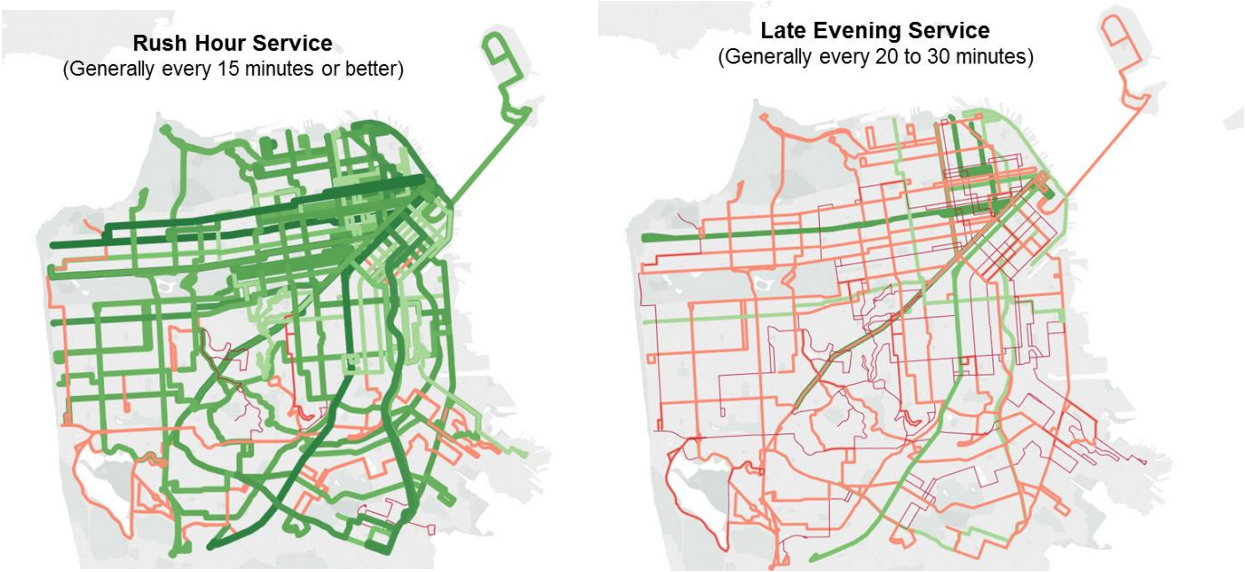 Rush Hour Service
(Generally every 15 minutes or better)
Late Evening Service
(Generally every 20 to 30 minutes)